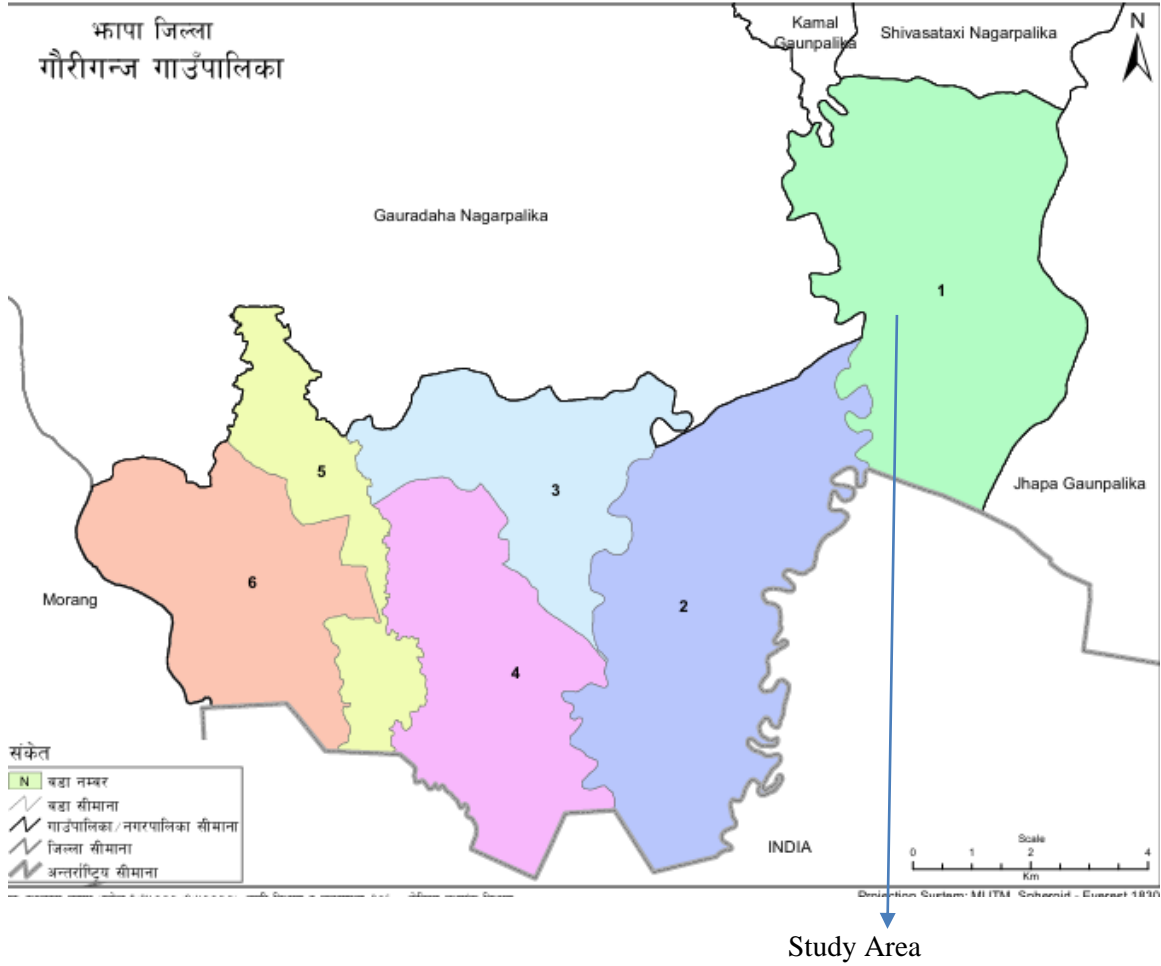 झापा जिल्ला
गौरीगन्ज गाउँपालिका
Kamal
Gaunpalika
Shivasataxi Nagarpalika
N
Gauradaha Nagarpalika
1
5
3
Jhapa Gaunpalika
6
Morang
2
4
संकेत
N वडा नम्बर
वडा सीमाना
गाउँपालिका/नगरपालिका सीमाना
जिल्ला सीमाना
अन्तर्राष्ट्रिय सीमाना
INDIA
Scale
0 1 2 4
Km
Projection System: MUTM, Spheroid - Everest 1830
Study Area